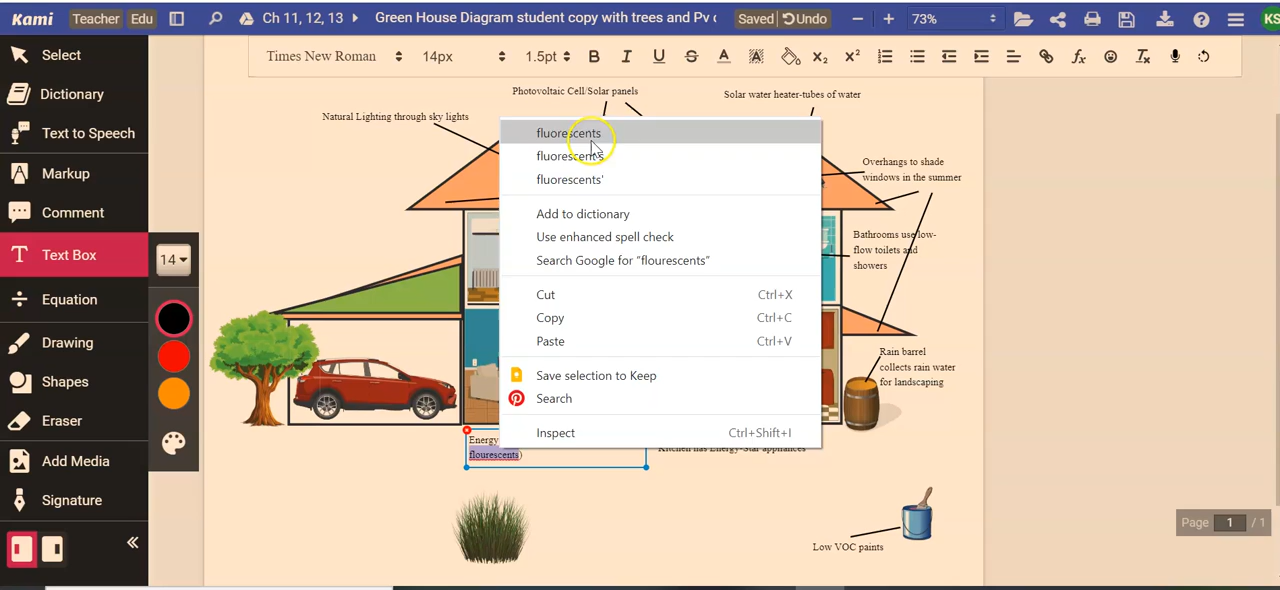 Kami
Teacher
Edu
Ch 11, 12, 13
Green House Diagram student copy with trees and Pv
Saved
Undo
73%
KS
Select
Dictionary
Text to Speech
Markup
Comment
Text Box
Equation
Drawing
Shapes
Eraser
Add Media
Signature
14
Times New Roman
14px
1.5pt
Photovoltaic Cell/Solar panels
Solar water heater-tubes of water
Natural Lighting through sky lights
fluorescents
fluorescent's
fluorescents'
Add to dictionary
Use enhanced spell check
Search Google for "flourescents"
Cut Ctrl+X
Copy Ctrl+C
Paste Ctrl+V
Save selection to Keep
Search
Inspect Ctrl+Shift+I
Overhangs to shade
windows in the summer
Bathrooms use low-
flow toilets and
showers
Rain barrel
collects rain water
for landscaping
Energy
flourescents)
Kitchen has Energy-Star appliances
Low VOC paints
Page 1 / 1